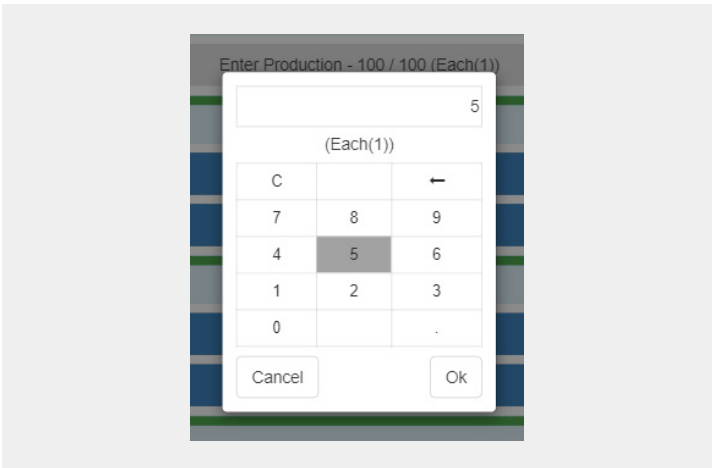 Enter Production - 100 / 100 (Each(1))
5
(Each(1))
C ←
7 8 9
4 5 6
1 2 3
0 .
Cancel Ok